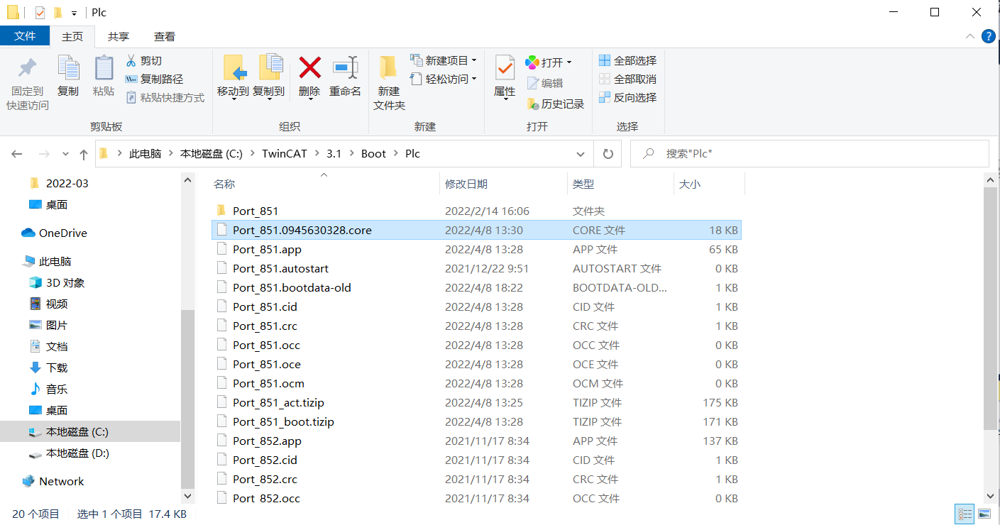 Plc
文件 主页 共享 查看
固定到快速访问
复制
粘贴
剪切
复制路径
粘贴快捷方式
剪贴板
移动到
复制到
删除
重命名
组织
新建文件夹
新建项目
轻松访问
新建
属性
打开
编辑
历史记录
打开
全部选择
全部取消
反向选择
选择
此电脑 本地磁盘 (C:) TwinCAT 3.1 Boot Plc
搜索"Plc"
2022-03
桌面
OneDrive
此电脑
3D 对象
视频
图片
文档
下载
音乐
桌面
本地磁盘 (C:)
本地磁盘 (D:)
Network
名称 修改日期 类型 大小
Port_851 2022/2/14 16:06 文件夹
Port_851.0945630328.core 2022/4/8 13:30 CORE 文件 18 KB
Port_851.app 2022/4/8 13:28 APP 文件 65 KB
Port_851.autostart 2021/12/22 9:51 AUTOSTART 文件 0 KB
Port_851.bootdata-old 2022/4/8 18:22 BOOTDATA-OLD... 1 KB
Port_851.cid 2022/4/8 13:28 CID 文件 1 KB
Port_851.crc 2022/4/8 13:28 CRC 文件 1 KB
Port_851.occ 2022/4/8 13:28 OCC 文件 0 KB
Port_851.oce 2022/4/8 13:28 OCE 文件 0 KB
Port_851.ocm 2022/4/8 13:28 OCM 文件 0 KB
Port_851_act.tizip 2022/4/8 13:25 TIZIP 文件 175 KB
Port_851_boot.tizip 2022/4/8 13:28 TIZIP 文件 171 KB
Port_852.app 2021/11/17 8:34 APP 文件 137 KB
Port_852.cid 2021/11/17 8:34 CID 文件 1 KB
Port_852.crc 2021/11/17 8:34 CRC 文件 1 KB
Port_852.occ 2021/11/17 8:34 OCC 文件 0 KB
20 个项目 选中 1 个项目 17.4 KB